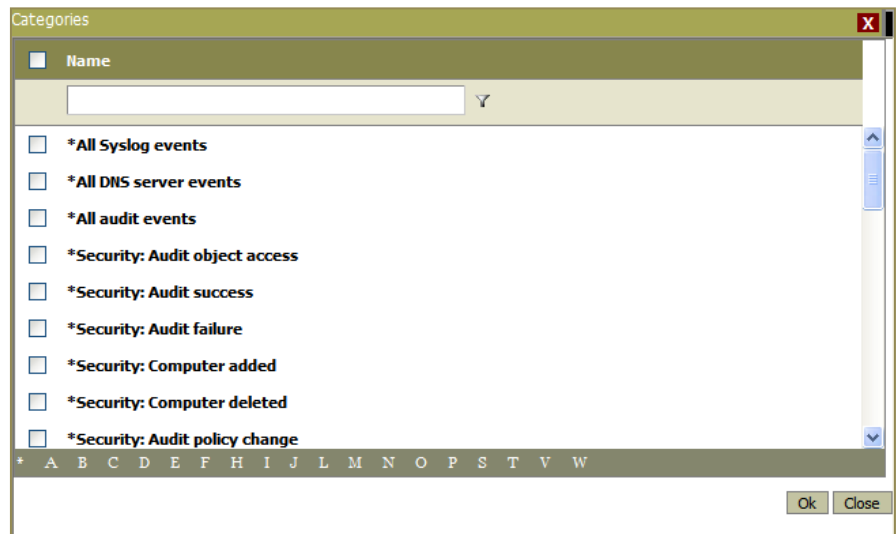 Categories X
Name
*All Syslog events
*All DNS server events
*All audit events
*Security: Audit object access
*Security: Audit success
*Security: Audit failure
*Security: Computer added
*Security: Computer deleted
*Security: Audit policy change
* A B C D E F H I J L M N O P S T V W
Ok Close